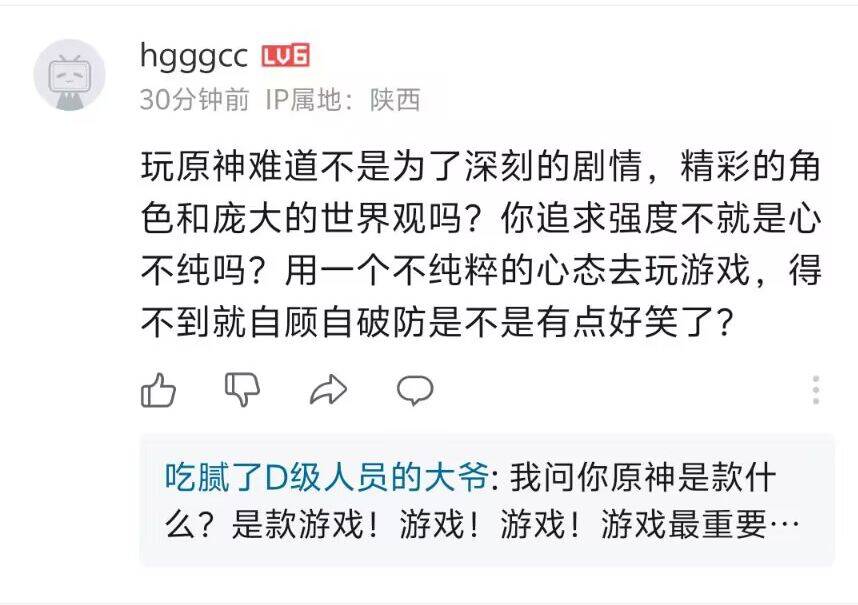 hgggcc LV6
30分钟前 IP属地：陕西
玩原神难道不是为了深刻的剧情，精彩的角
色和庞大的世界观吗？你追求强度不就是心
不纯吗？用一个不纯粹的心态去玩游戏，得
不到就自顾自破防是不是有点好笑了？
吃腻了D级人员的大爷: 我问你原神是款什
么？是款游戏！游戏！游戏！游戏最重要…